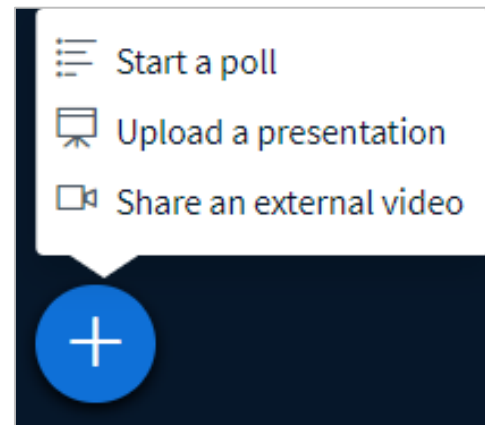 Start a poll
Upload a presentation
Share an external video